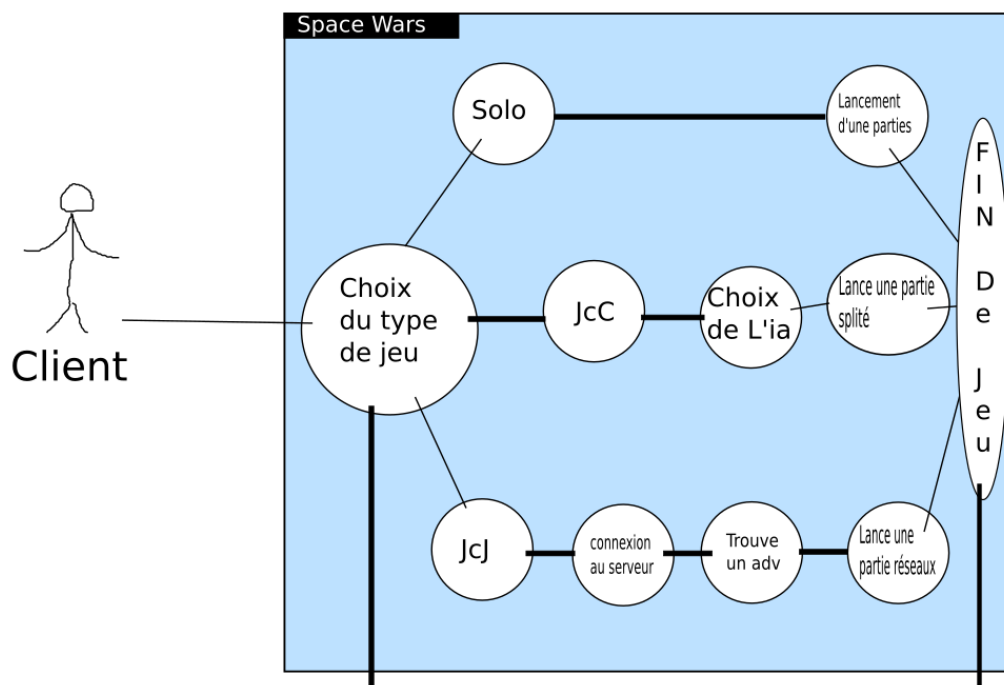 Space Wars
Solo
Lancement
d'une parties
Client
Choix
du type
de jeu
JcC
Choix
de L'ia
Lance une partie
splité
F
I
N
D
e
J
e
u
JcJ
connexion
au serveur
Trouve
un adv
Lance une
partie réseaux